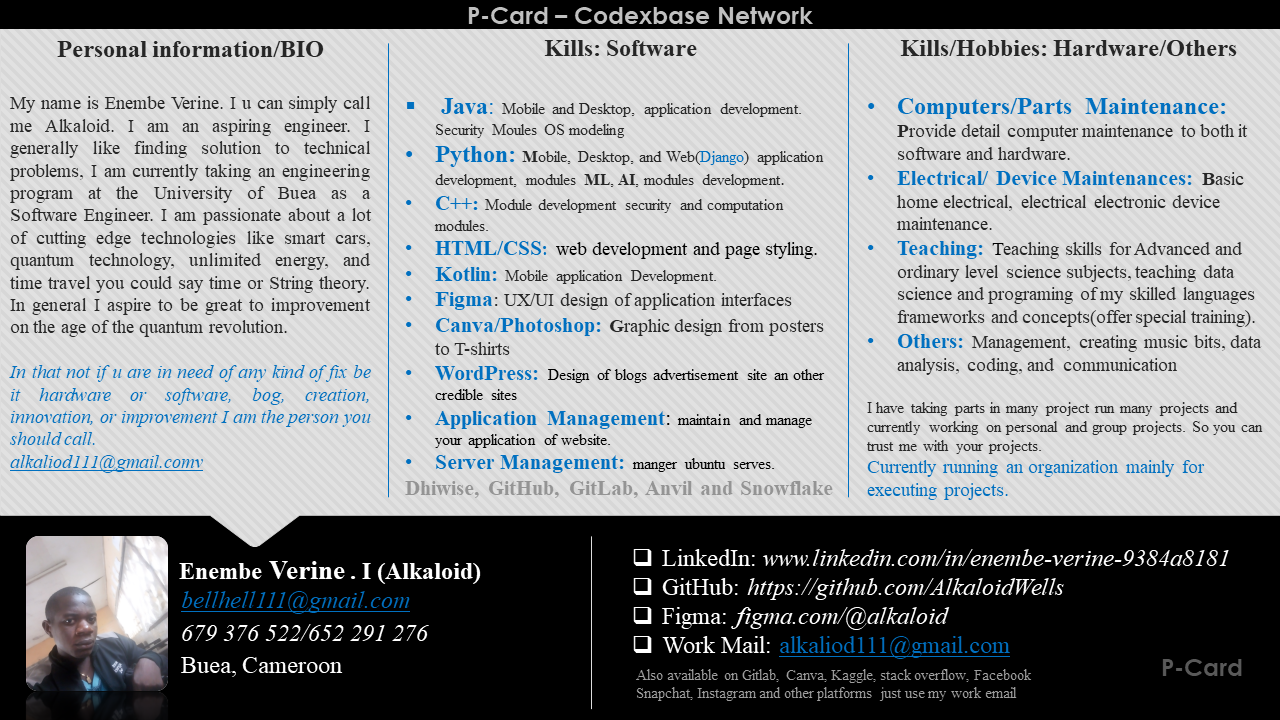 P-Card – Codexbase Network
Personal information/BIO
My name is Enembe Verine. I u can simply call
me Alkaloid. I am an aspiring engineer. I
generally like finding solution to technical
problems, I am currently taking an engineering
program at the University of Buea as a
Software Engineer. I am passionate about a lot
of cutting edge technologies like smart cars,
quantum technology, unlimited energy, and
time travel you could say time or String theory.
In general I aspire to be great to improvement
on the age of the quantum revolution.
In that not if u are in need of any kind of fix be
it hardware or software, bog, creation,
innovation, or improvement I am the person you
should call.
alkaliod111@gmail.comv
Kills: Software
▪ Java: Mobile and Desktop, application development.
Security Moules OS modeling
• Python: Mobile, Desktop, and Web(Django) application
development, modules ML, AI, modules development.
• C++: Module development security and computation
modules.
• HTML/CSS: web development and page styling.
• Kotlin: Mobile application Development.
• Figma: UX/UI design of application interfaces
• Canva/Photoshop: Graphic design from posters
to T-shirts
• WordPress: Design of blogs advertisement site an other
credible sites
• Application Management: maintain and manage
your application of website.
• Server Management: manger ubuntu serves.
Dhiwise, GitHub, GitLab, Anvil and Snowflake
Kills/Hobbies: Hardware/Others
• Computers/Parts Maintenance:
Provide detail computer maintenance to both it
software and hardware.
• Electrical/ Device Maintenances: Basic
home electrical, electrical electronic device
maintenance.
• Teaching: Teaching skills for Advanced and
ordinary level science subjects, teaching data
science and programing of my skilled languages
frameworks and concepts(offer special training).
• Others: Management, creating music bits, data
analysis, coding, and communication
I have taking parts in many project run many projects and
currently working on personal and group projects. So you can
trust me with your projects.
Currently running an organization mainly for
executing projects.
Enembe Verine . I (Alkaloid)
bellhell111@gmail.com
679 376 522/652 291 276
Buea, Cameroon
❑ LinkedIn: www.linkedin.com/in/enembe-verine-9384a8181
❑ GitHub: https://github.com/AlkaloidWells
❑ Figma: figma.com/@alkaloid
❑ Work Mail: alkaliod111@gmail.com
Also available on Gitlab, Canva, Kaggle, stack overflow, Facebook
Snapchat, Instagram and other platforms just use my work email
P-Card